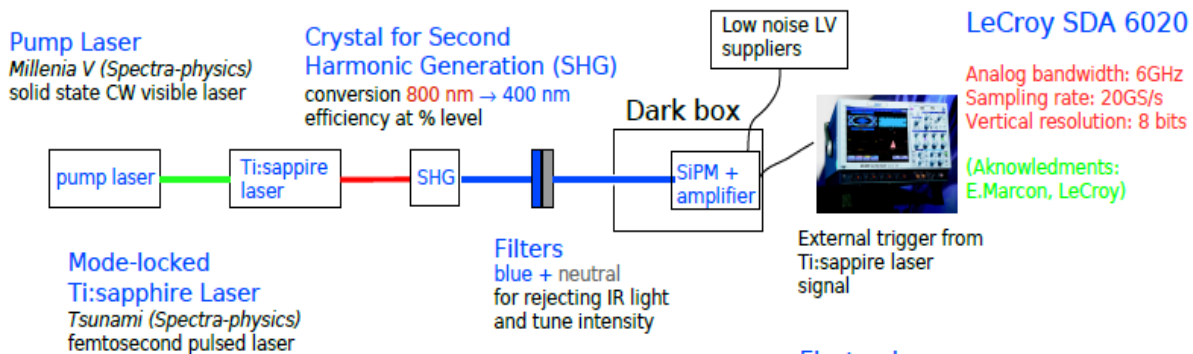 Pump Laser
Millenia V (Spectra-physics)
solid state CW visible laser
Crystal for Second
Harmonic Generation (SHG)
conversion 800 nm → 400 nm
efficiency at % level
Low noise LV
suppliers
LeCroy SDA 6020
Analog bandwidth: 6GHz
Sampling rate: 20GS/s
Vertical resolution: 8 bits
(Aknowledments:
E.Marcon, LeCroy)
Dark box
pump laser
Ti:sappire
laser
SHG
SiPM +
amplifier
Mode-locked
Ti:sapphire Laser
Tsunami (Spectra-physics)
femtosecond pulsed laser
Filters
blue + neutral
for rejecting IR light
and tune intensity
External trigger from
Ti:sappire laser
signal